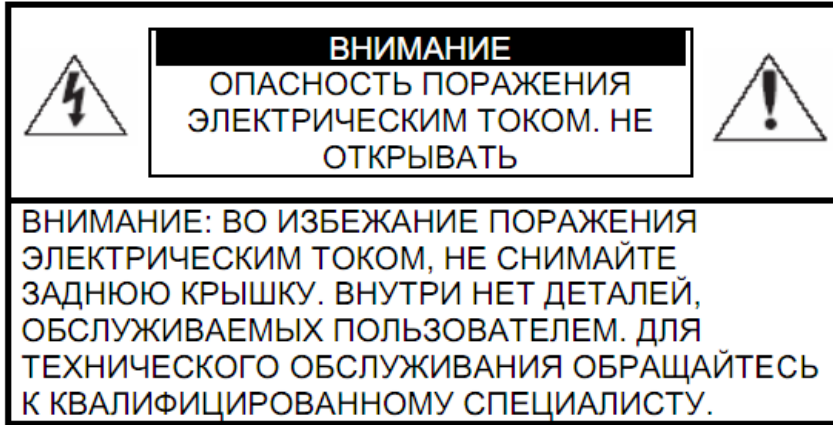 ВНИМАНИЕ
ОПАСНОСТЬ ПОРАЖЕНИЯ
ЭЛЕКТРИЧЕСКИМ ТОКОМ. НЕ
ОТКРЫВАТЬ
ВНИМАНИЕ: ВО ИЗБЕЖАНИЕ ПОРАЖЕНИЯ
ЭЛЕКТРИЧЕСКИМ ТОКОМ, НЕ СНИМАЙТЕ
ЗАДНЮЮ КРЫШКУ. ВНУТРИ НЕТ ДЕТАЛЕЙ,
ОБСЛУЖИВАЕМЫХ ПОЛЬЗОВАТЕЛЕМ. ДЛЯ
ТЕХНИЧЕСКОГО ОБСЛУЖИВАНИЯ ОБРАЩАЙТЕСЬ
К КВАЛИФИЦИРОВАННОМУ СПЕЦИАЛИСТУ.